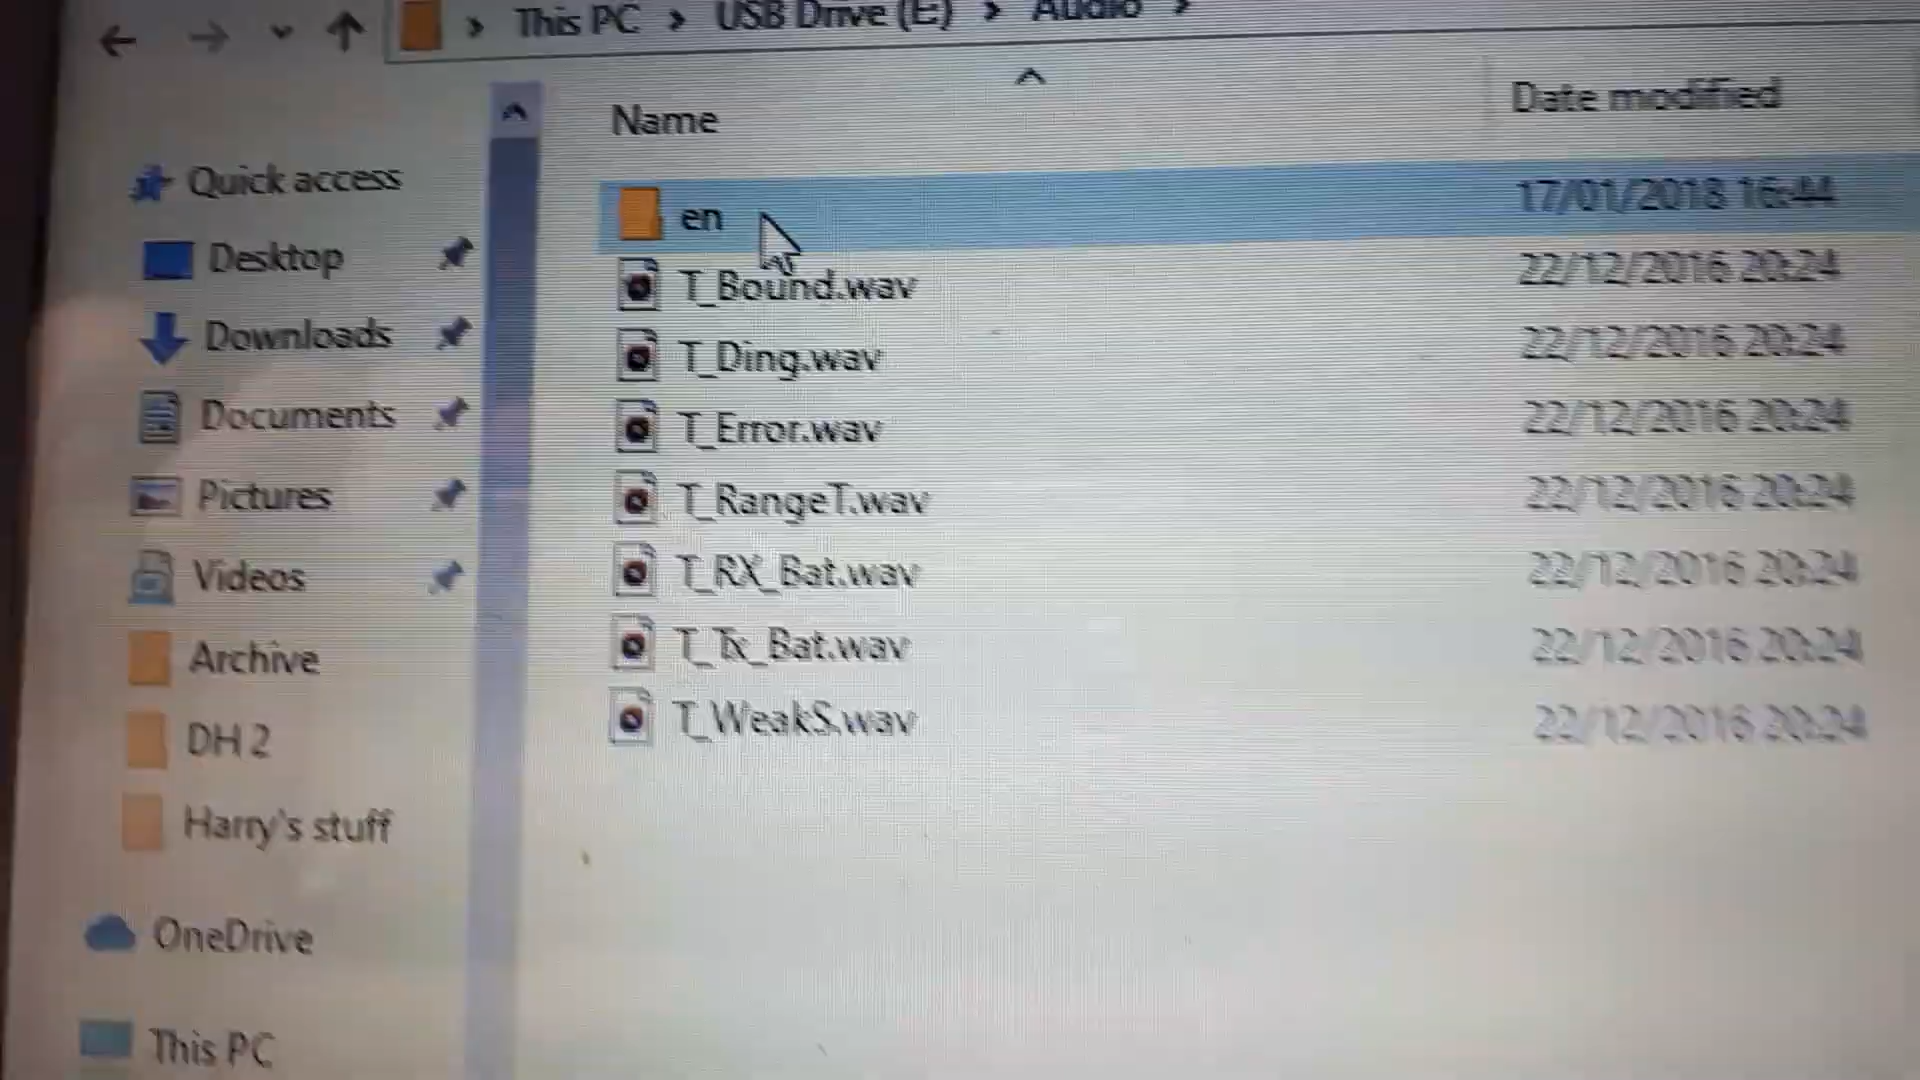 This PC > USB Drive (E:) > Audio >
Name
Date modified
Quick access
Desktop
Downloads
Documents
Pictures
Videos
Archive
DH 2
Harry's stuff
OneDrive
This PC
en 17/01/2018 16:44
T_Bound.wav 22/12/2016 20:24
T_Ding.wav 22/12/2016 20:24
T_Error.wav 22/12/2016 20:24
T_RangeT.wav 22/12/2016 20:24
T_RX_Bat.wav 22/12/2016 20:24
T_Tx_Bat.wav 22/12/2016 20:24
T_WeakS.wav 22/12/2016 20:24